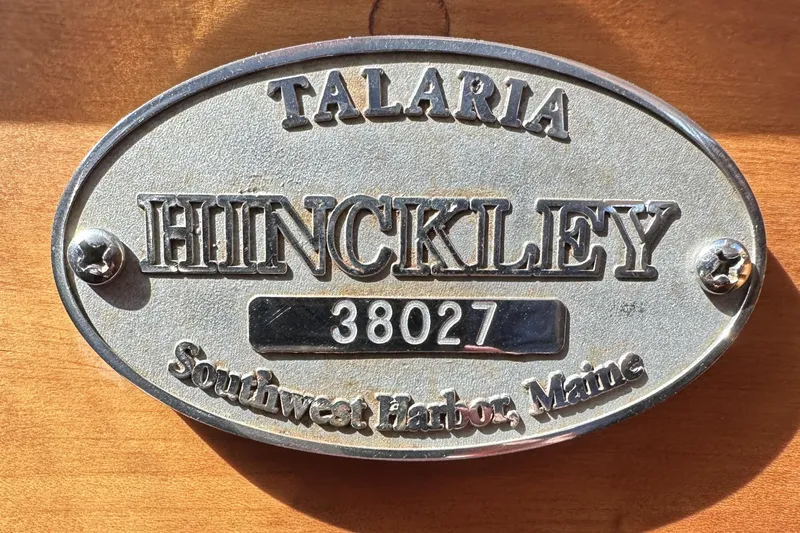 TALARIA
HINCKLEY
38027
Southwest Harbor, Maine